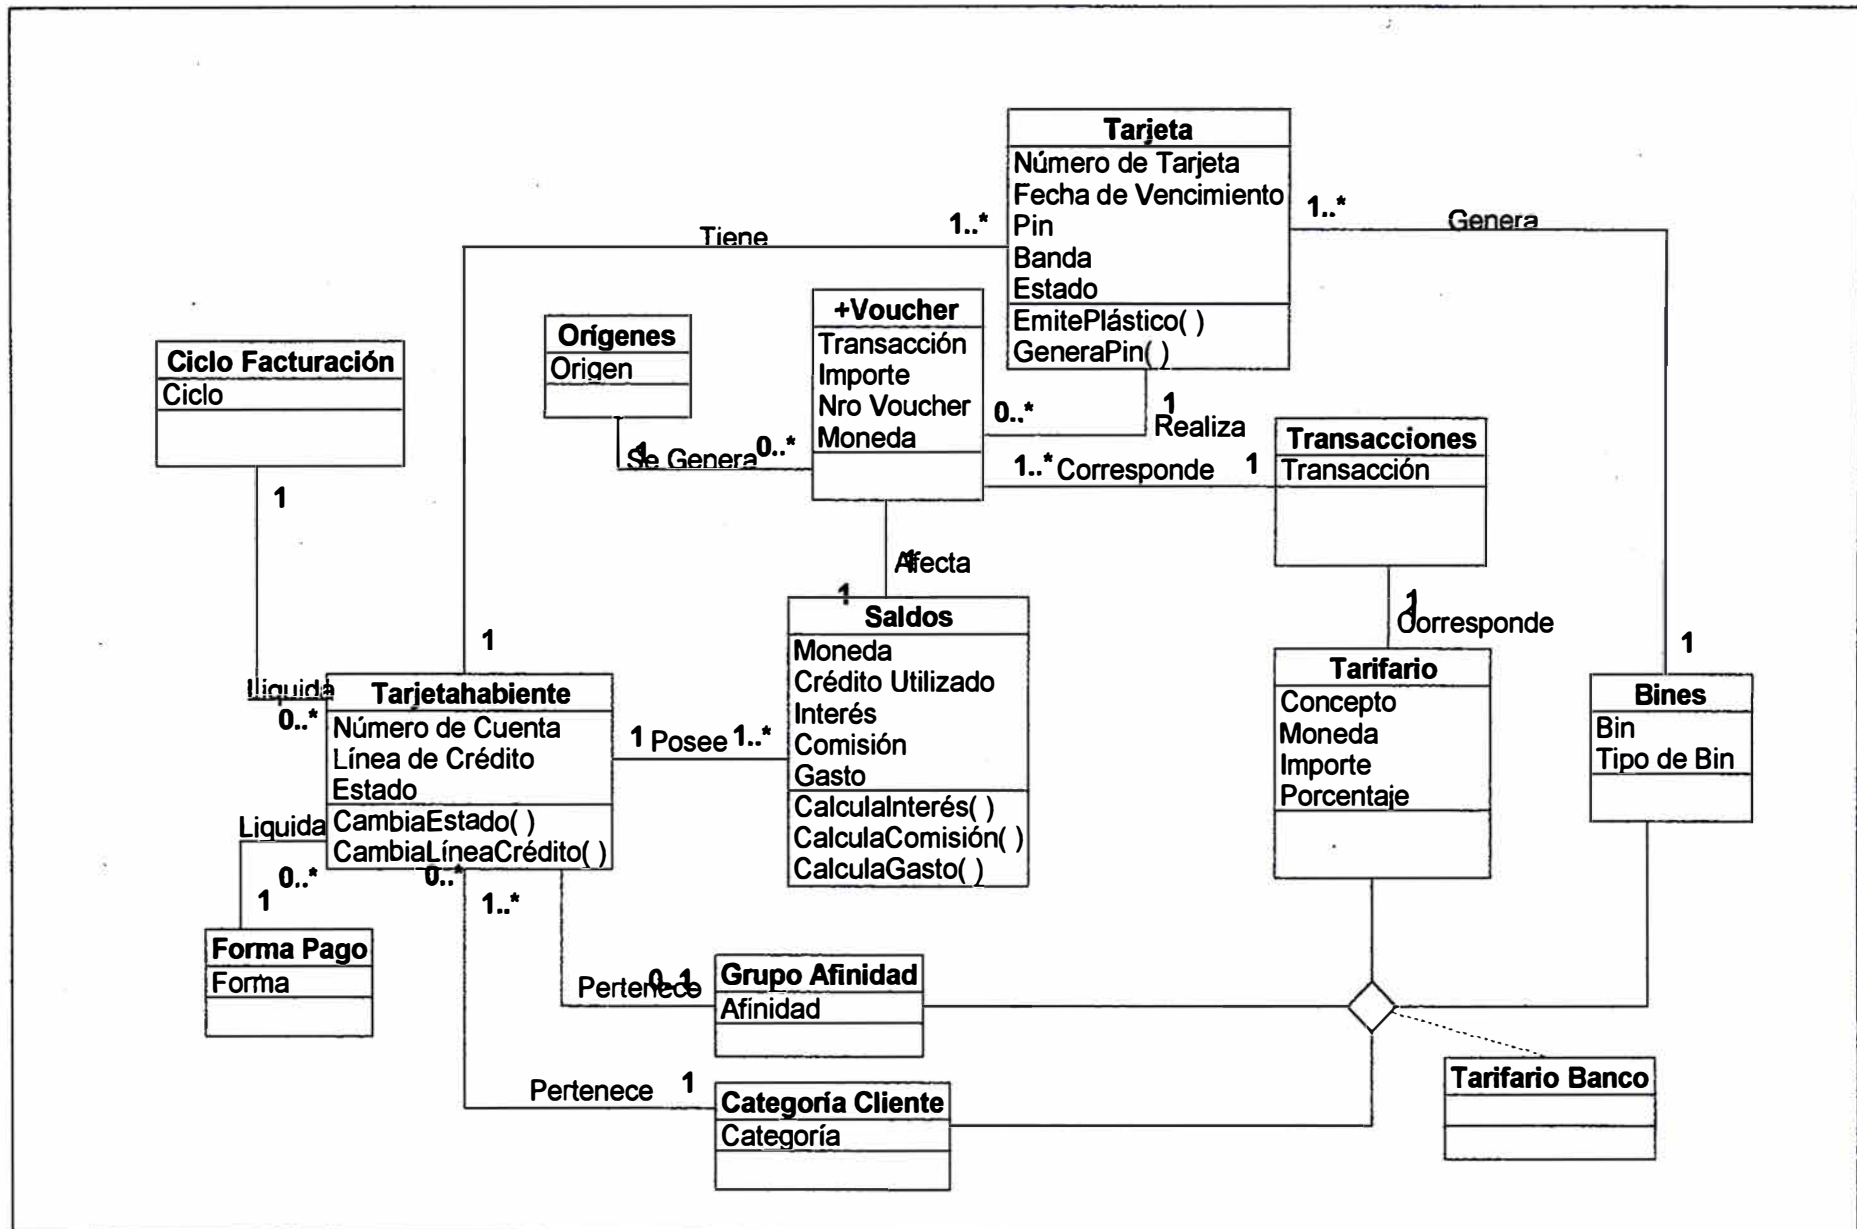 Tarjeta
Número de Tarjeta
Fecha de Vencimiento
Pin
Banda
Estado
EmitePlástico( )
GeneraPin( )
1..*
Tiene
1..*
Genera
+Voucher
Transacción
Importe
Nro Voucher
Moneda
Orígenes
Origen
Ciclo Facturación
Ciclo
1
Se Genera
0..*
0..*
1
Realiza
1..*
Corresponde
1
Transacciones
Transacción
1
1
Afecta
1
Saldos
Moneda
Crédito Utilizado
Interés
Comisión
Gasto
CalculaInterés( )
CalculaComisión( )
CalculaGasto( )
1
Corresponde
Tarifario
Concepto
Moneda
Importe
Porcentaje
1
Bines
Bin
Tipo de Bin
1
Liquida
0..*
Tarjetahabiente
Número de Cuenta
Línea de Crédito
Estado
CambiaEstado( )
CambiaLíneaCrédito( )
1
Posee
1..*
Liquida
0..*
1
Forma Pago
Forma
0..*
1..*
Pertenece
0..1
Grupo Afinidad
Afinidad
Pertenece
1
Categoría Cliente
Categoría
Tarifario Banco